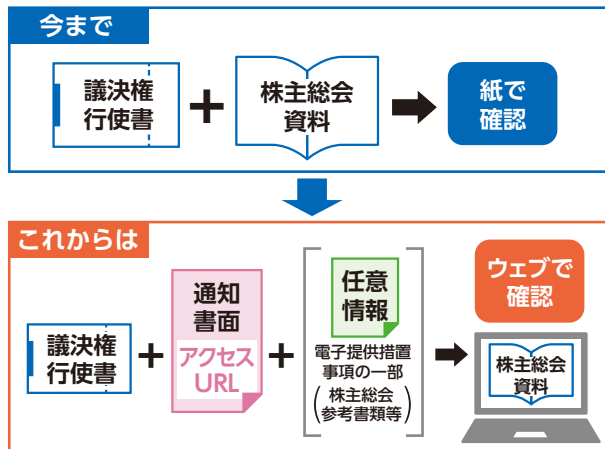 今まで
議決権
行使書
+
株主総会
資料
紙で
確認
これからは
議決権
行使書
+
通知
書面
アクセス
URL
+
任意
情報
電子提供措置
事項の一部
(株主総会
参考書類等)
ウェブで
確認
株主総会
資料